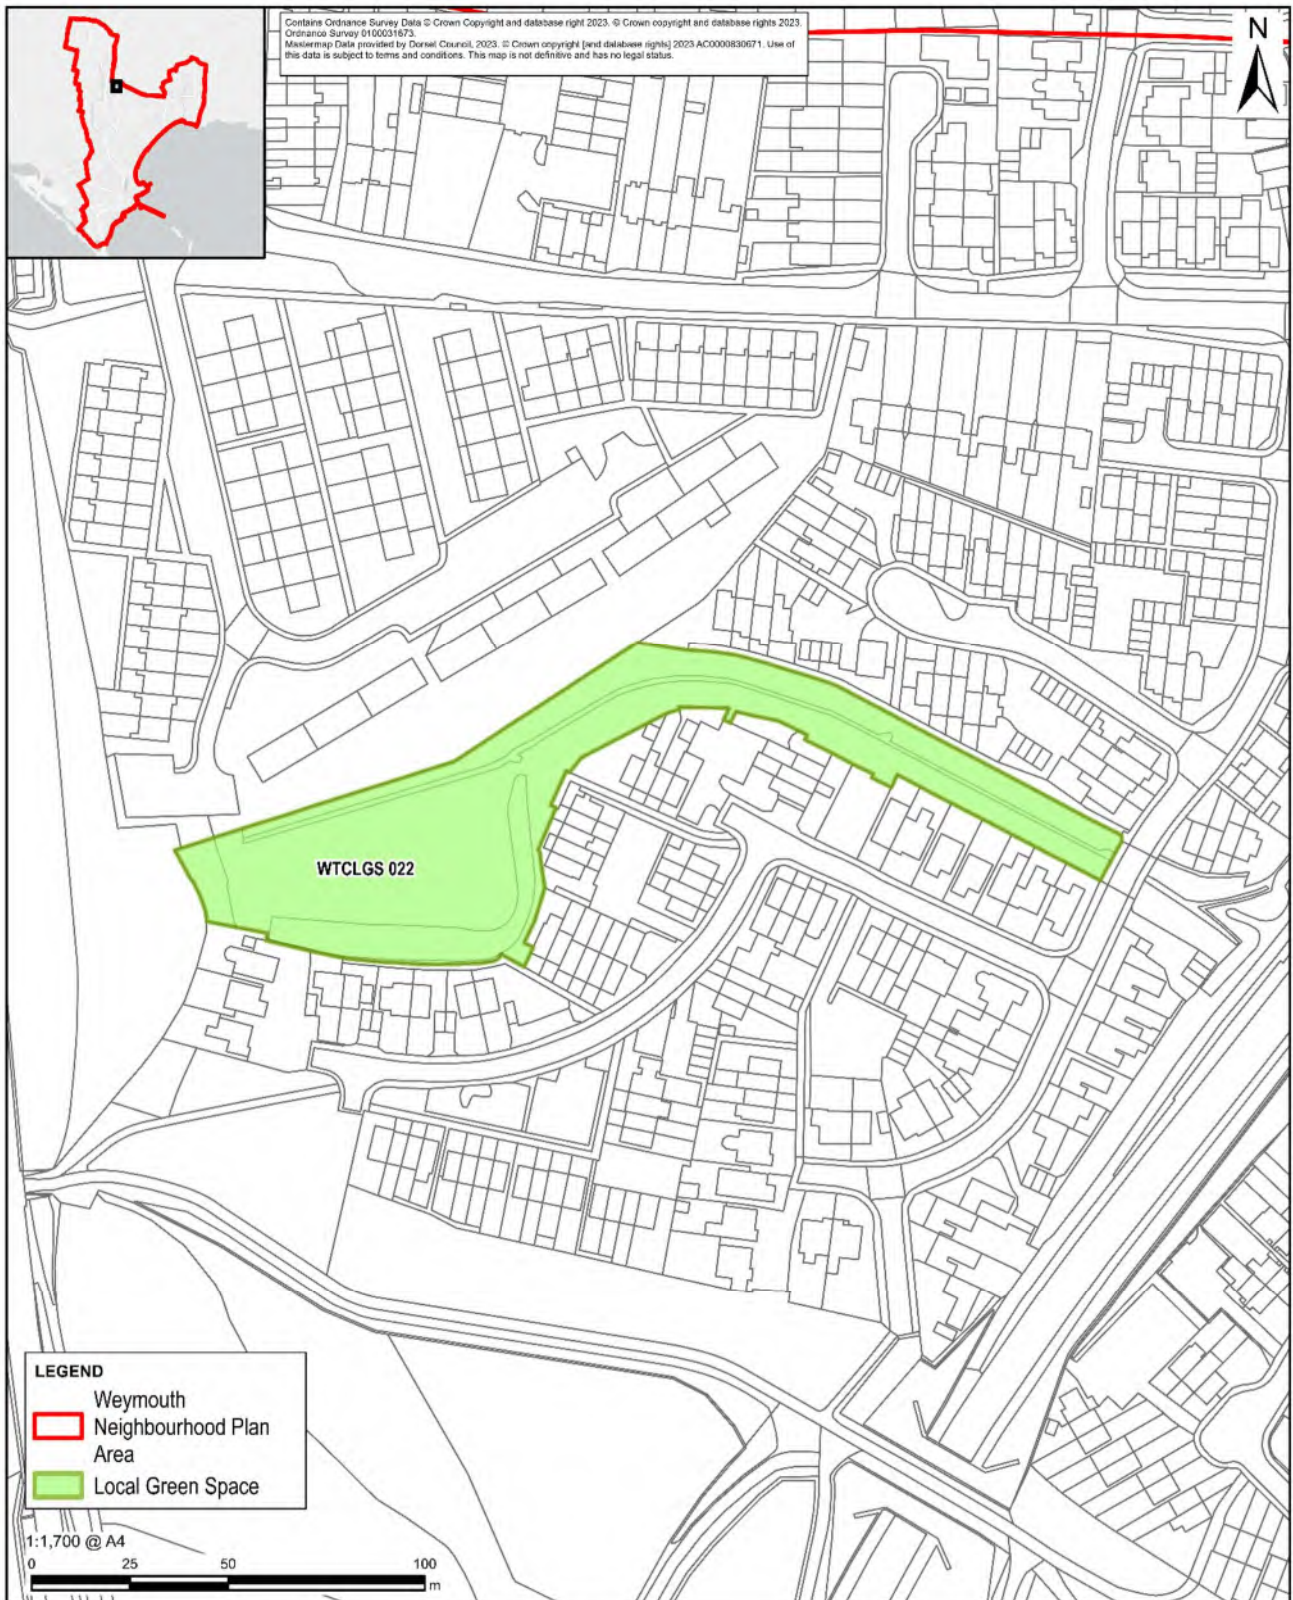 Contains Ordnance Survey Data © Crown Copyright and database right 2023. © Crown copyright and database rights 2023.
Ordnance Survey 0100031673.
Mastermap Data provided by Dorset Council, 2023. © Crown copyright [and database rights] 2023 AC0000830671. Use of
this data is subject to terms and conditions. This map is not definitive and has no legal status.
N
WTCLGS 022
LEGEND
Weymouth
Neighbourhood Plan
Area
Local Green Space
1:1,700 @ A4
0 25 50 100
m